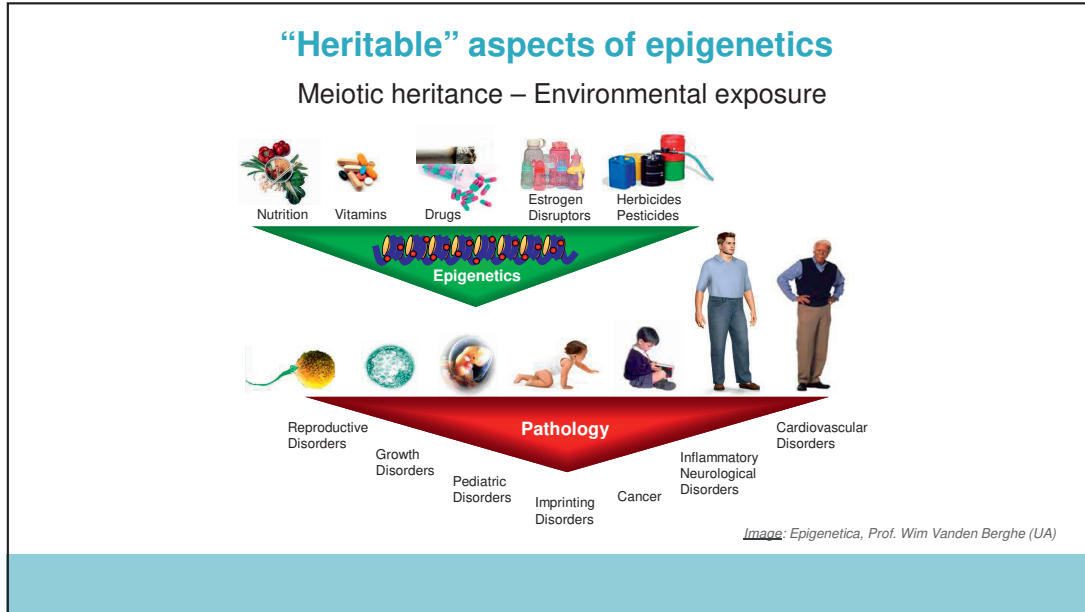 “Heritable” aspects of epigenetics
Meiotic heritance – Environmental exposure
Nutrition
Vitamins
Drugs
Estrogen
Disruptors
Herbicides
Pesticides
Epigenetics
Pathology
Reproductive
Disorders
Growth
Disorders
Pediatric
Disorders
Imprinting
Disorders
Cancer
Inflammatory
Neurological
Disorders
Cardiovascular
Disorders
Image: Epigenetica, Prof. Wim Vanden Berghe (UA)